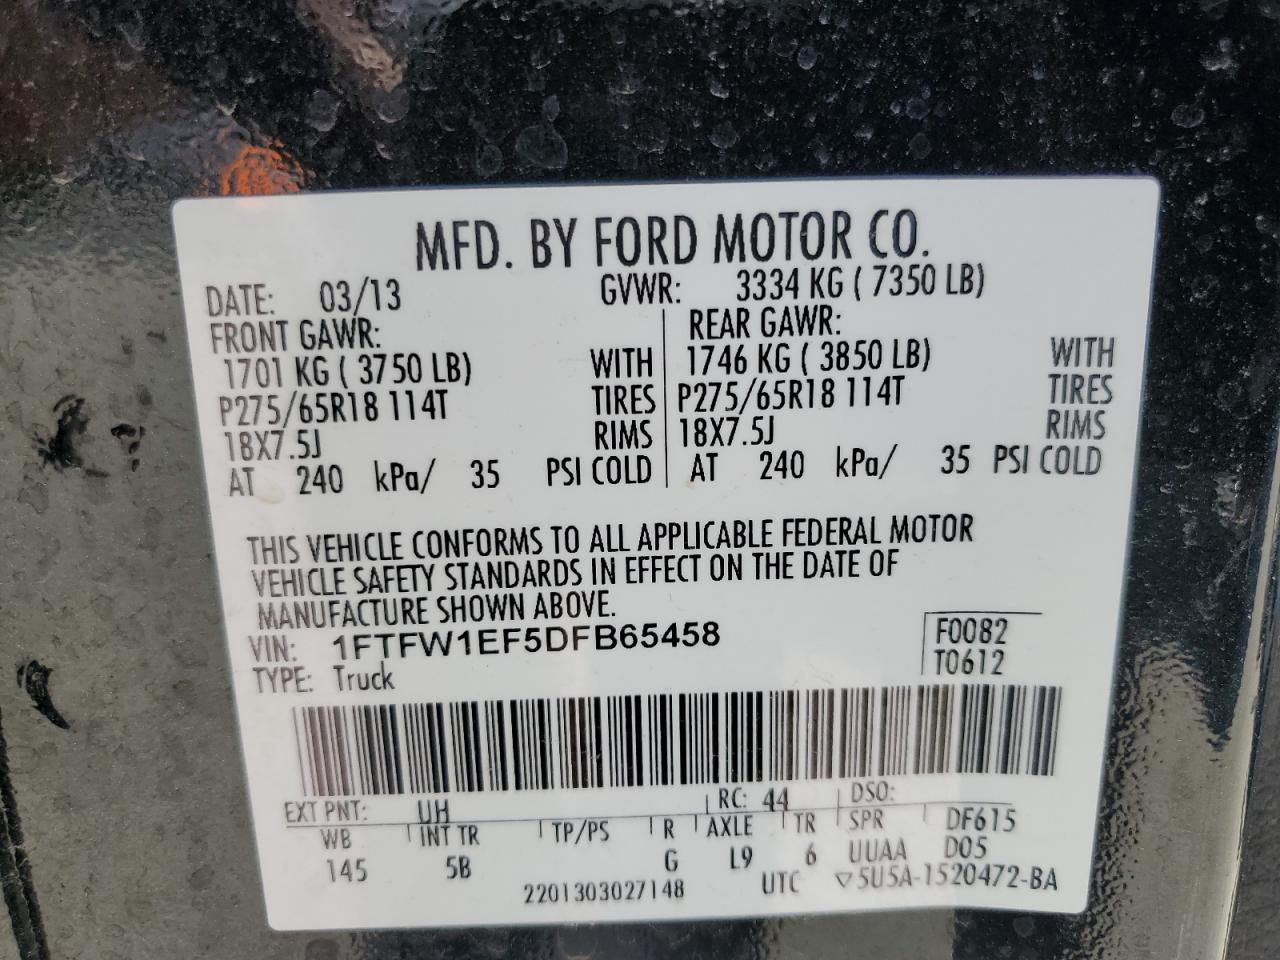 MFD. BY FORD MOTOR CO.
DATE: 03/13 GVWR: 3334 KG ( 7350 LB)
FRONT GAWR: REAR GAWR:
1701 KG ( 3750 LB) WITH 1746 KG ( 3850 LB) WITH
P275/65R18 114T TIRES P275/65R18 114T TIRES
18X7.5J RIMS 18X7.5J RIMS
AT 240 kPa/ 35 PSI COLD AT 240 kPa/ 35 PSI COLD
THIS VEHICLE CONFORMS TO ALL APPLICABLE FEDERAL MOTOR
VEHICLE SAFETY STANDARDS IN EFFECT ON THE DATE OF
MANUFACTURE SHOWN ABOVE.
VIN: 1FTFW1EF5DFB65458 F0082
TYPE: Truck T0612
EXT PNT: UH RC: 44 DSO:
WB INT TR TP/PS R AXLE TR SPR DF615
145 5B G L9 6 UUAA D05
2201303027148 UTC ▽5U5A-1520472-BA